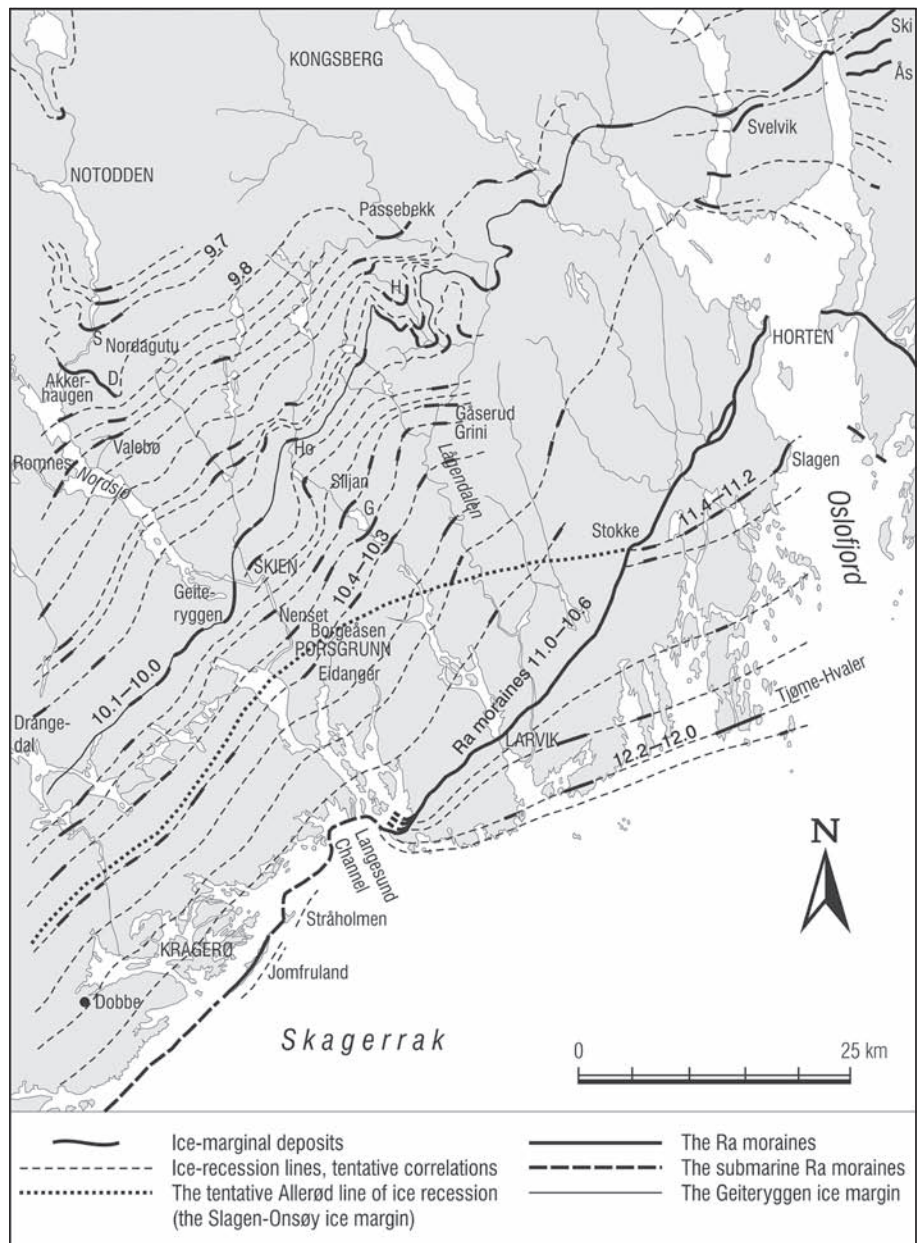 Ski
KONGSBERG
Ås
Svelvik
NOTODDEN
Passebekk
9.7
9.8
H
S
Nordagutu
HORTEN
Akker-
haugen
D
Gåserud
Grini
Valebø
Ho
Romnes
Nordsjø
Lågendalen
Slagen
Siljan
G
11.4–11.2
Stokke
Oslofjord
10.4–10.3
SKIEN
Geite-
ryggen
Nenset
Borgeåsen
PORSGRUNN
Eidanger
Ra moraines 11.0–10.6
10.1–10.0
Tjøme-Hvaler
Drange-
dal
LARVIK
12.2–12.0
Langesund
Channel
N
Stråholmen
KRAGERØ
Jomfruland
Dobbe
Skagerrak
0 25 km
Ice-marginal deposits
Ice-recession lines, tentative correlations
The tentative Allerød line of ice recession
(the Slagen-Onsøy ice margin)
The Ra moraines
The submarine Ra moraines
The Geiteryggen ice margin